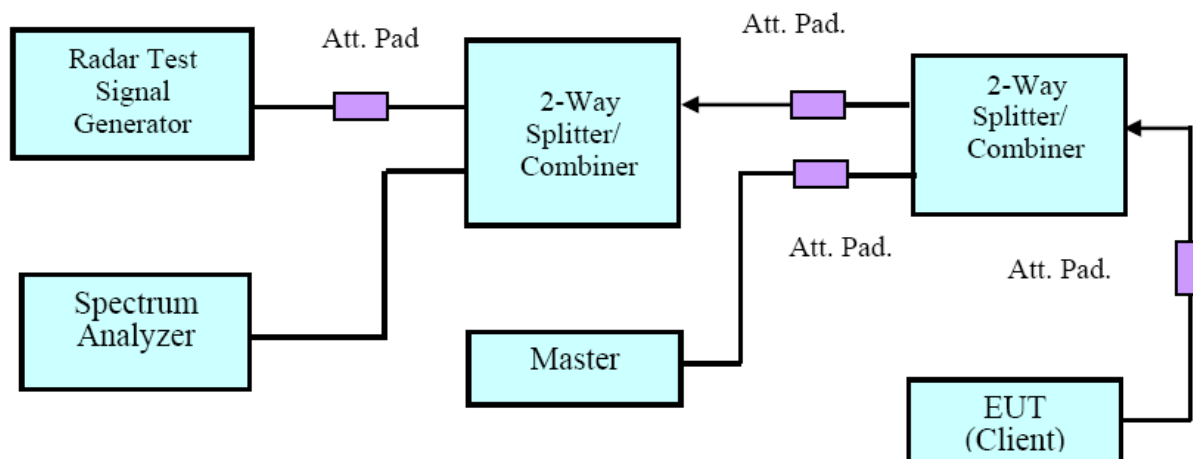 Radar Test
Signal
Generator
Att. Pad
2-Way
Splitter/
Combiner
Att. Pad.
2-Way
Splitter/
Combiner
Att. Pad.
Att. Pad.
Spectrum
Analyzer
Master
EUT
(Client)